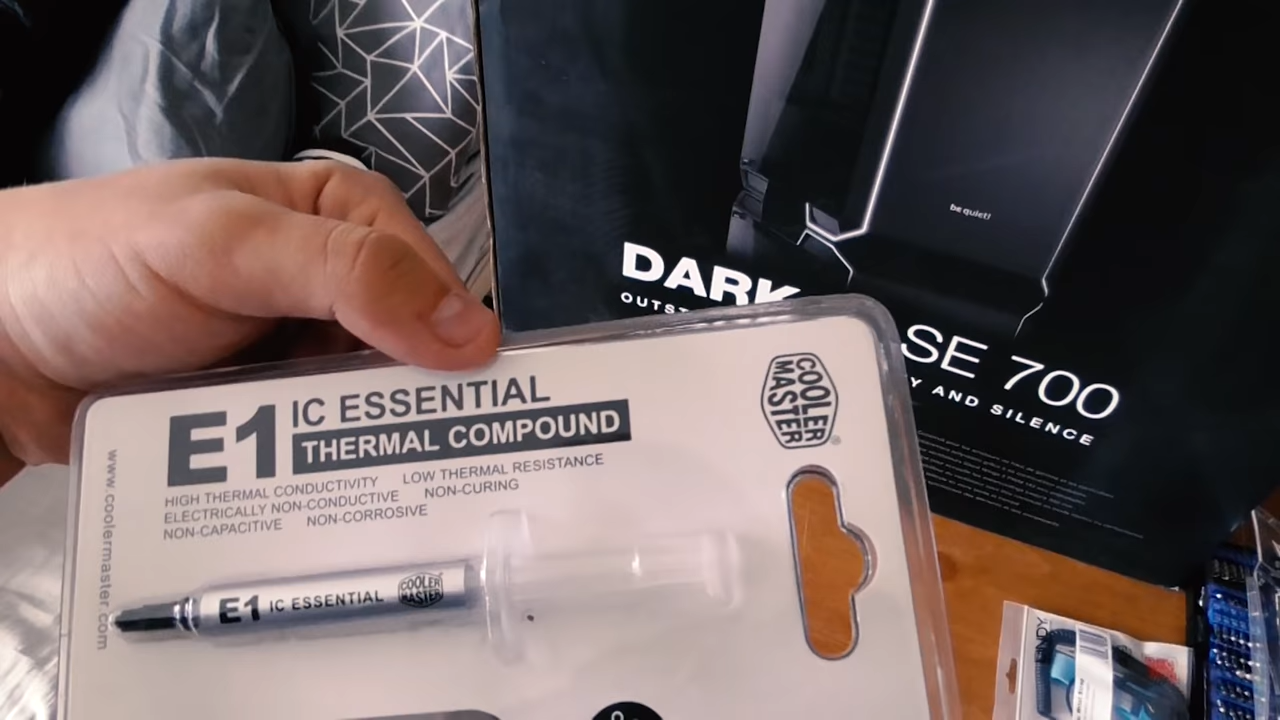 be quiet!
DARK
SE 700
OUTST
Y AND SILENCE
E1 IC ESSENTIAL
THERMAL COMPOUND
COOLER
MASTER
HIGH THERMAL CONDUCTIVITY LOW THERMAL RESISTANCE
ELECTRICALLY NON-CONDUCTIVE NON-CURING
NON-CAPACITIVE NON-CORROSIVE
www.coolermaster.com
E1 IC ESSENTIAL COOLER MASTER